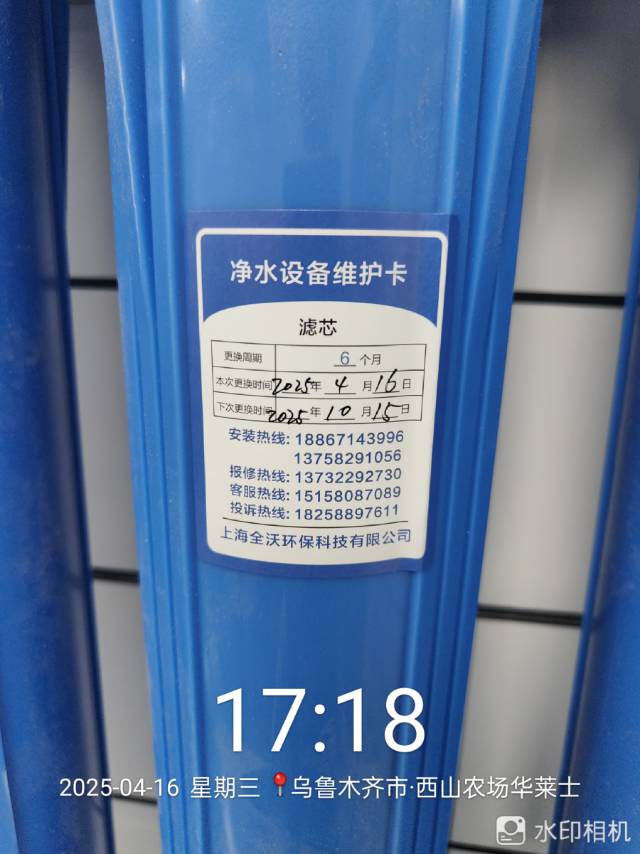 净水设备维护卡
滤芯
更换周期 6 个月
本次更换时间 2025年 4 月 16 日
下次更换时间 2025 年 10 月 15 日
安装热线: 18867143996
13758291056
报修热线: 13732292730
客服热线: 15158087089
投诉热线: 18258897611
上海全沃环保科技有限公司
17:18
2025-04-16 星期三 乌鲁木齐市·西山农场华莱士
水印相机